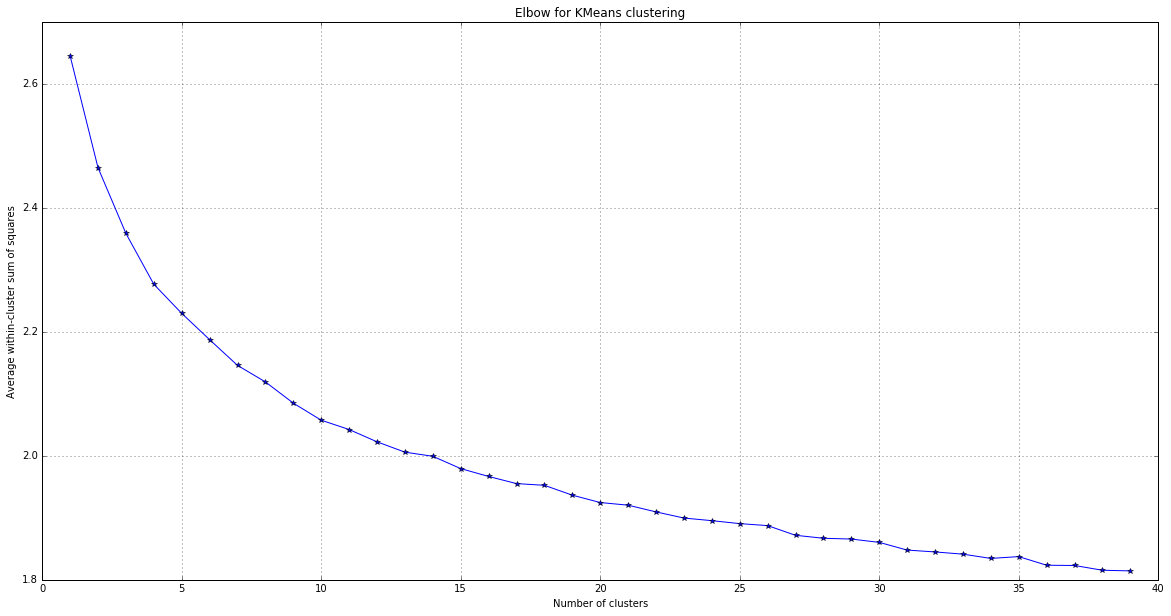 Elbow for KMeans clustering
Average within-cluster sum of squares
2.6
2.4
2.2
2.0
1.8
0 5 10 15 20 25 30 35 40
Number of clusters